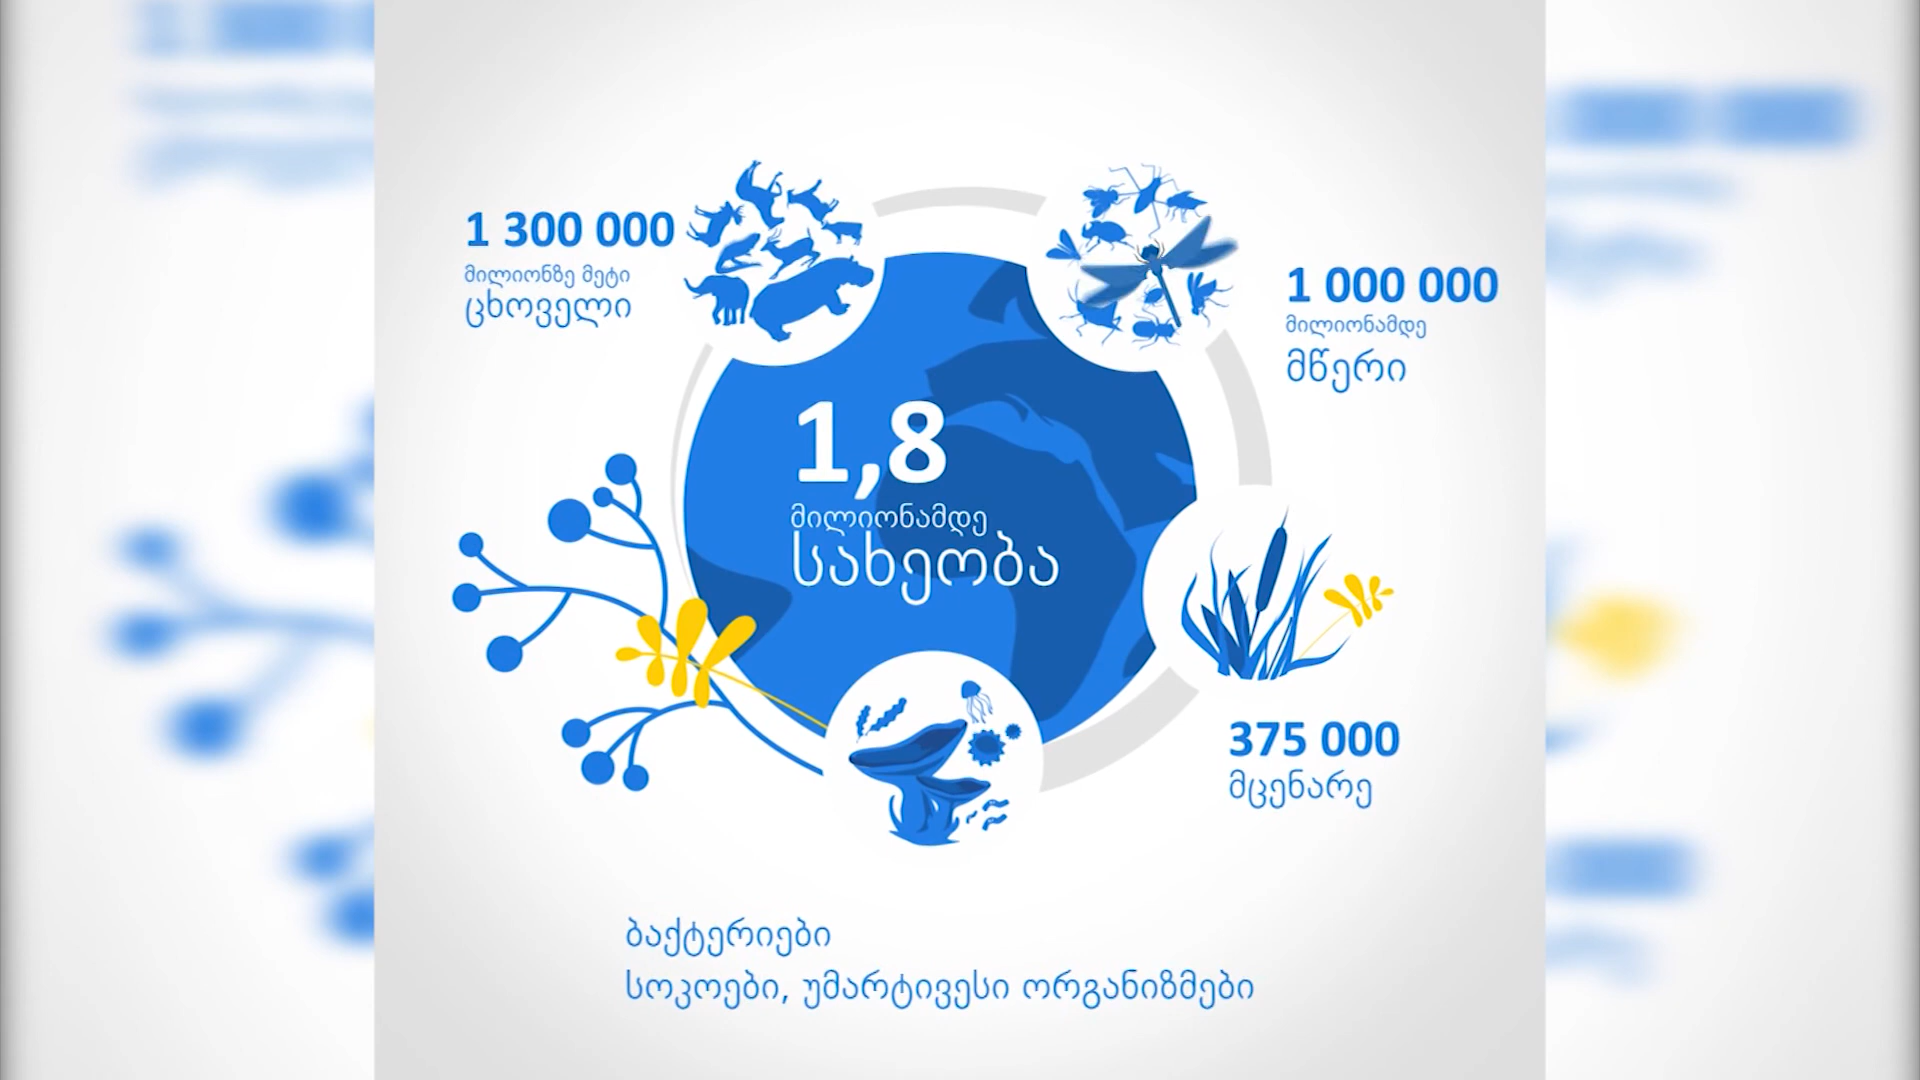 1 300 000
მილიონზე მეტი
ცხოველი
1 000 000
მილიონამდე
მწერი
1,8
მილიონამდე
სახეობა
375 000
მცენარე
ბაქტერიები
სოკოები, უმარტივესი ორგანიზმები